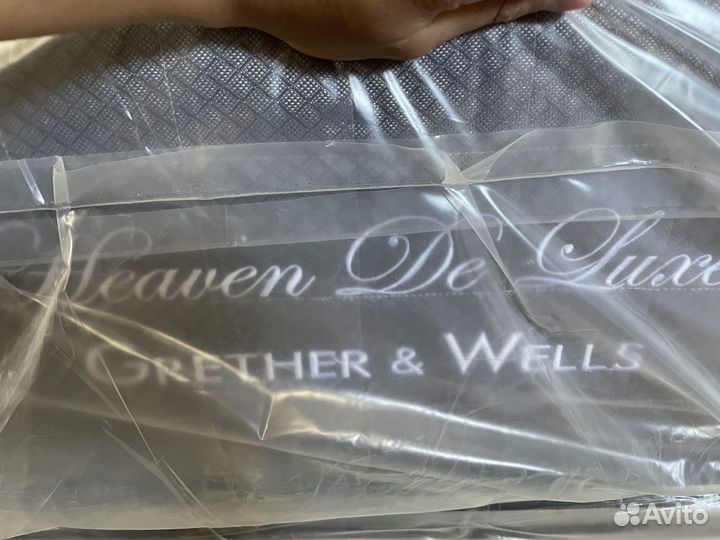 Heaven De Luxe
GRETHER & WELLS
Avito